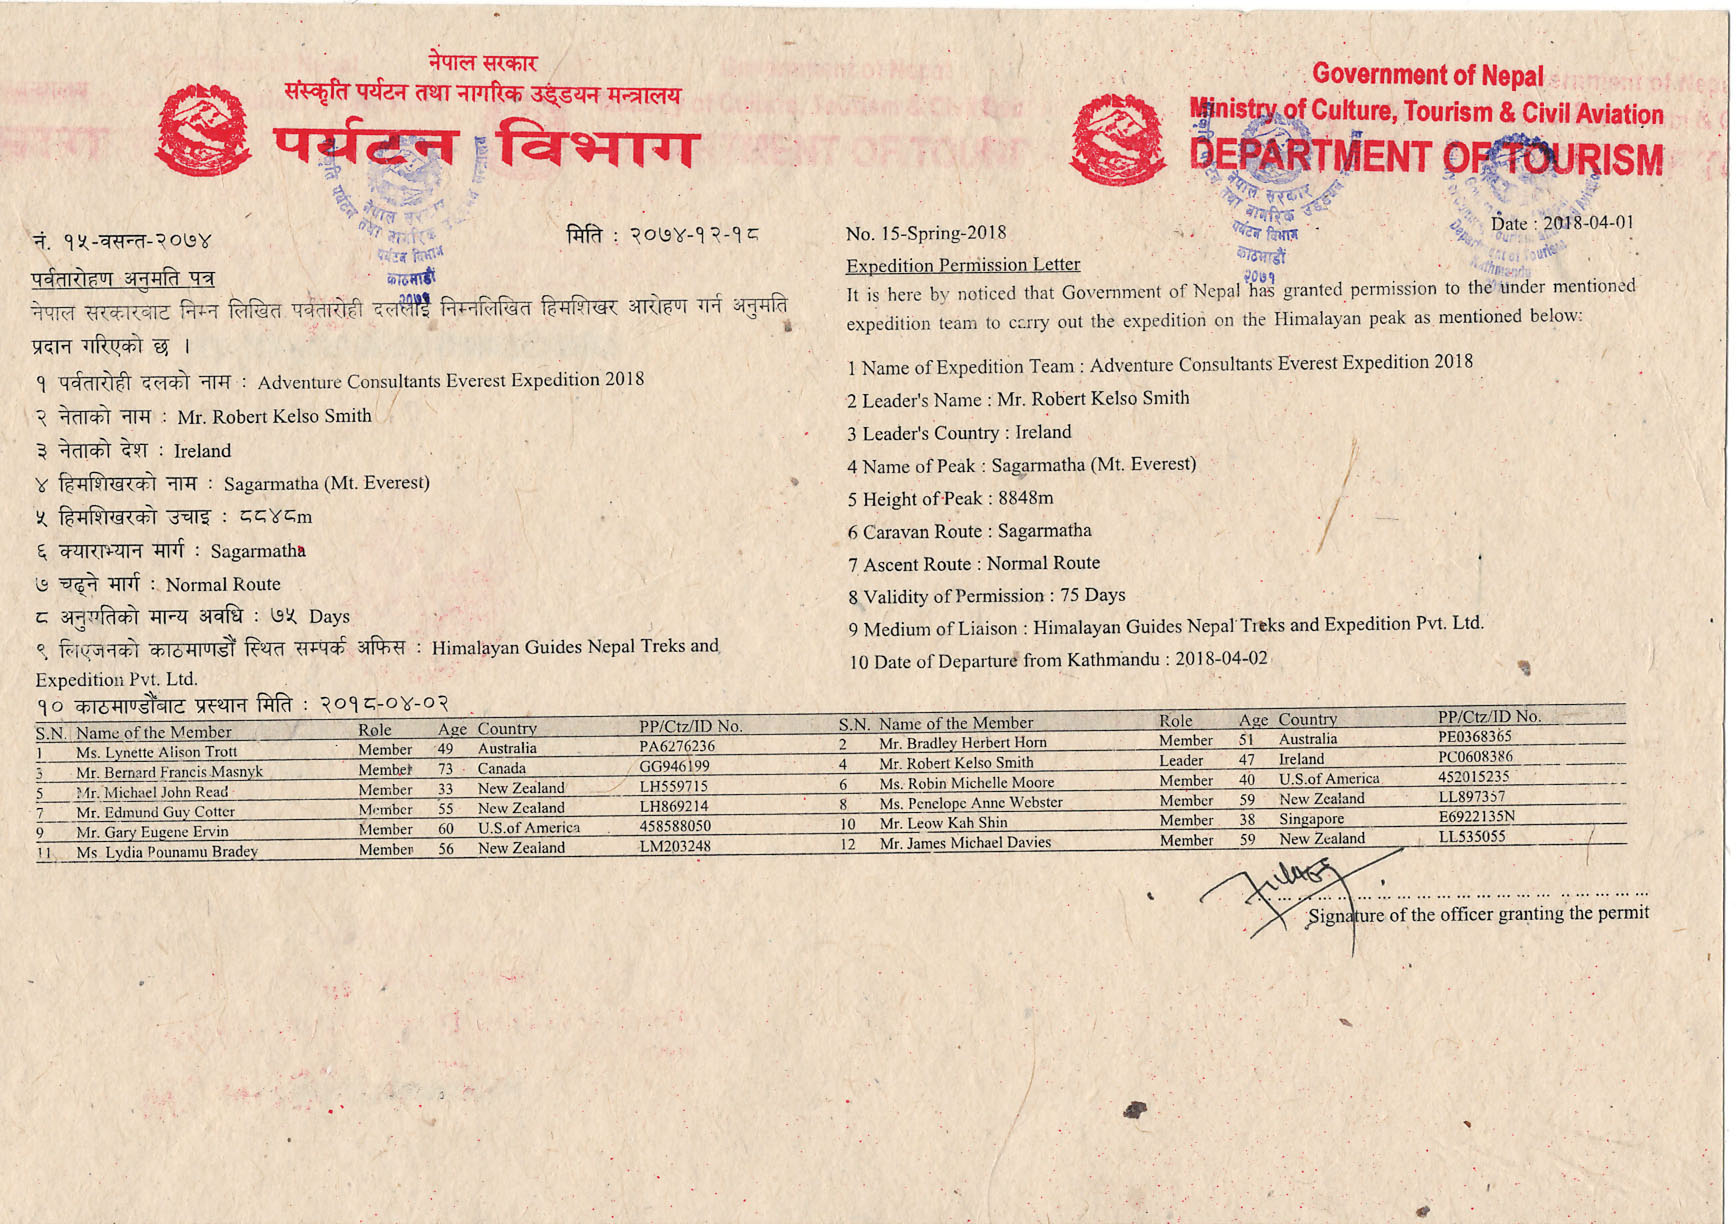 नेपाल सरकार
संस्कृति पर्यटन तथा नागरिक उड्डयन मन्त्रालय
पर्यटन विभाग
Government of Nepal
Ministry of Culture, Tourism & Civil Aviation
DEPARTMENT OF TOURISM
नेपाल सरकार
पर्यटन विभाग
काठमाडौं
२०७१
नेपाल सरकार
पर्यटन विभाग
काठमाडौं
२०७१
Department of Tourism
Kathmandu
नं. १५-वसन्त-२०७४
मिति : २०७४-१२-१८
पर्वतारोहण अनुमति पत्र
नेपाल सरकारबाट निम्न लिखित पर्वतारोही दललाई निम्नलिखित हिमशिखर आरोहण गर्न अनुमति
प्रदान गरिएको छ ।
१ पर्वतारोही दलको नाम : Adventure Consultants Everest Expedition 2018
२ नेताको नाम : Mr. Robert Kelso Smith
३ नेताको देश : Ireland
४ हिमशिखरको नाम : Sagarmatha (Mt. Everest)
५ हिमशिखरको उचाइ : ८८४८m
६ क्याराभ्यान मार्ग : Sagarmatha
७ चढ्ने मार्ग : Normal Route
८ अनुमतिको मान्य अवधि : ७५ Days
९ लिएजनको काठमाणडौं स्थित सम्पर्क अफिस : Himalayan Guides Nepal Treks and
Expedition Pvt. Ltd.
१० काठमाण्डौंबाट प्रस्थान मिति : २०१८-०४-०२
No. 15-Spring-2018
Date : 2018-04-01
Expedition Permission Letter
It is here by noticed that Government of Nepal has granted permission to the under mentioned
expedition team to carry out the expedition on the Himalayan peak as mentioned below:
1 Name of Expedition Team : Adventure Consultants Everest Expedition 2018
2 Leader's Name : Mr. Robert Kelso Smith
3 Leader's Country : Ireland
4 Name of Peak : Sagarmatha (Mt. Everest)
5 Height of Peak : 8848m
6 Caravan Route : Sagarmatha
7 Ascent Route : Normal Route
8 Validity of Permission : 75 Days
9 Medium of Liaison : Himalayan Guides Nepal Treks and Expedition Pvt. Ltd.
10 Date of Departure from Kathmandu : 2018-04-02
S.N. Name of the Member Role Age Country PP/Ctz/ID No. S.N. Name of the Member Role Age Country PP/Ctz/ID No.
1 Ms. Lynette Alison Trott Member 49 Australia PA6276236 2 Mr. Bradley Herbert Horn Member 51 Australia PE0368365
3 Mr. Bernard Francis Masnyk Member 73 Canada GG946199 4 Mr. Robert Kelso Smith Leader 47 Ireland PC0608386
5 Mr. Michael John Read Member 33 New Zealand LH559715 6 Ms. Robin Michelle Moore Member 40 U.S.of America 452015235
7 Mr. Edmund Guy Cotter Member 55 New Zealand LH869214 8 Ms. Penelope Anne Webster Member 59 New Zealand LL897357
9 Mr. Gary Eugene Ervin Member 60 U.S.of America 458588050 10 Mr. Leow Kah Shin Member 38 Singapore E6922135N
11 Ms. Lydia Pounamu Bradey Member 56 New Zealand LM203248 12 Mr. James Michael Davies Member 59 New Zealand LL535055
Signature of the officer granting the permit